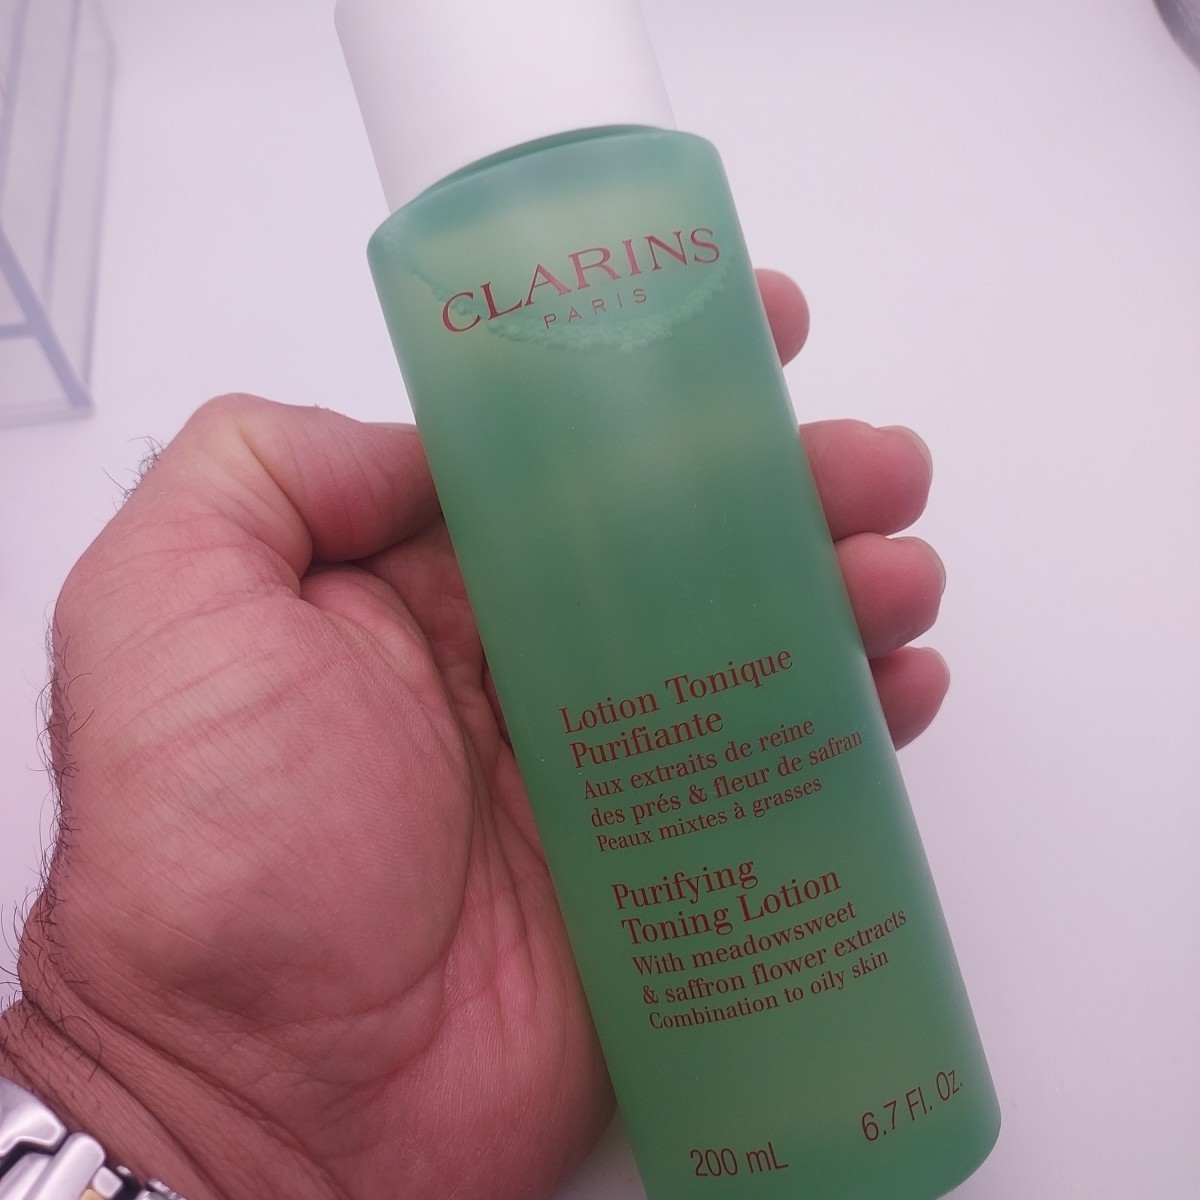 CLARINS
PARIS
Lotion Tonique
Purifiante
Aux extraits de reine
des prés & fleur de safran
Peaux mixtes à grasses
Purifying
Toning Lotion
With meadowsweet
& saffron flower extracts
Combination to oily skin
200 mL
6.7 Fl. Oz.